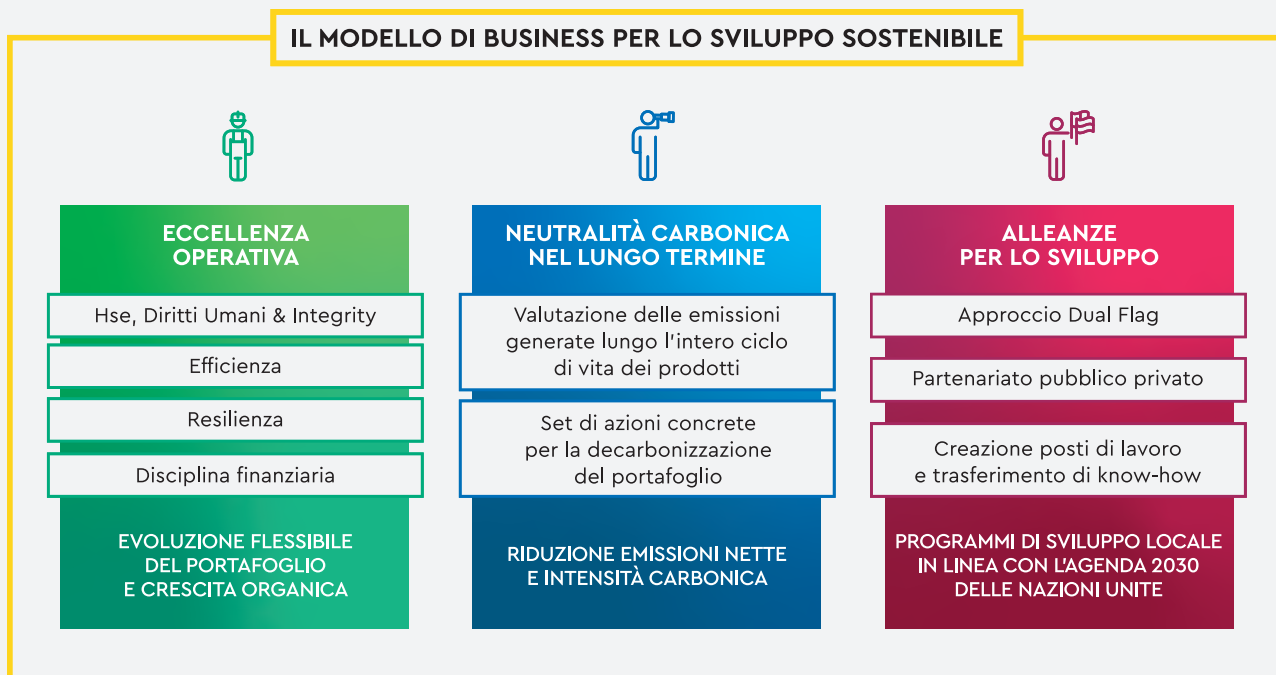 IL MODELLO DI BUSINESS PER LO SVILUPPO SOSTENIBILE
ECCELLENZA
OPERATIVA
Hse, Diritti Umani & Integrity
Efficienza
Resilienza
Disciplina finanziaria
EVOLUZIONE FLESSIBILE
DEL PORTAFOGLIO
E CRESCITA ORGANICA
NEUTRALITÀ CARBONICA
NEL LUNGO TERMINE
Valutazione delle emissioni
generate lungo l'intero ciclo
di vita dei prodotti
Set di azioni concrete
per la decarbonizzazione
del portafoglio
RIDUZIONE EMISSIONI NETTE
E INTENSITÀ CARBONICA
ALLEANZE
PER LO SVILUPPO
Approccio Dual Flag
Partenariato pubblico privato
Creazione posti di lavoro
e trasferimento di know-how
PROGRAMMI DI SVILUPPO LOCALE
IN LINEA CON L'AGENDA 2030
DELLE NAZIONI UNITE